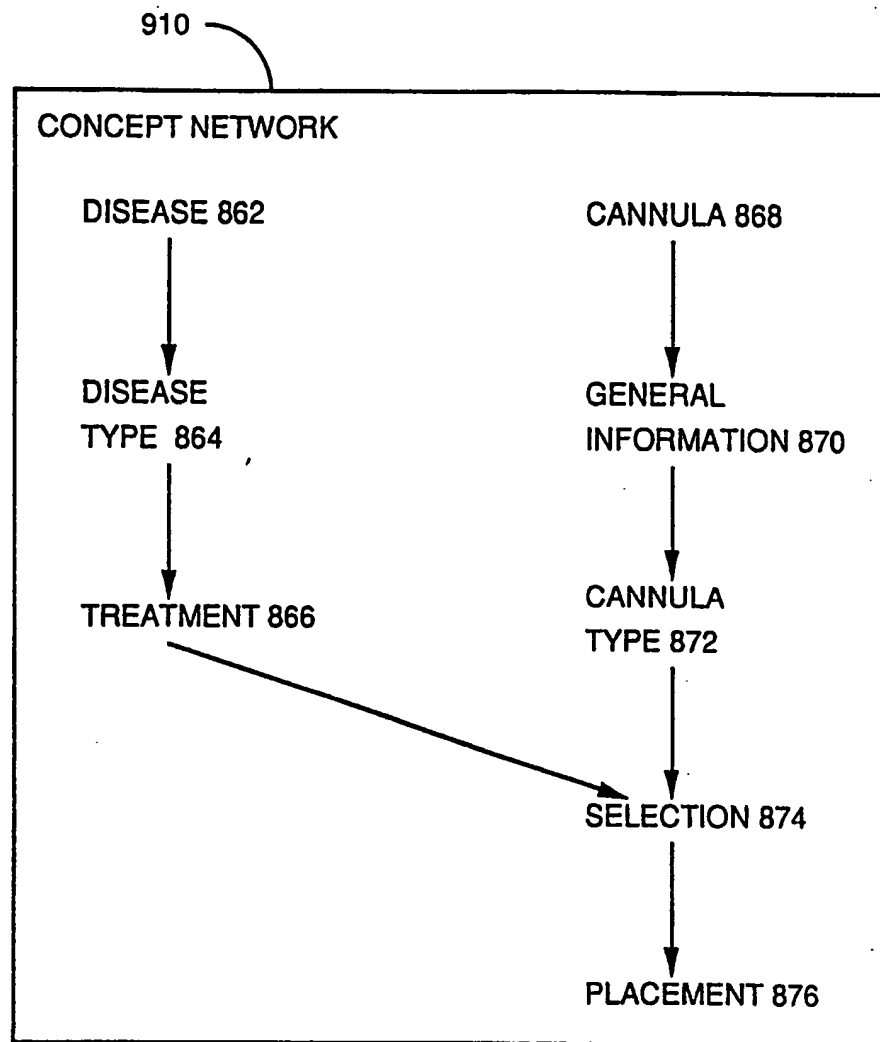 910
CONCEPT NETWORK
DISEASE 862
CANNULA 868
DISEASE
TYPE 864
GENERAL
INFORMATION 870
TREATMENT 866
CANNULA
TYPE 872
SELECTION 874
PLACEMENT 876